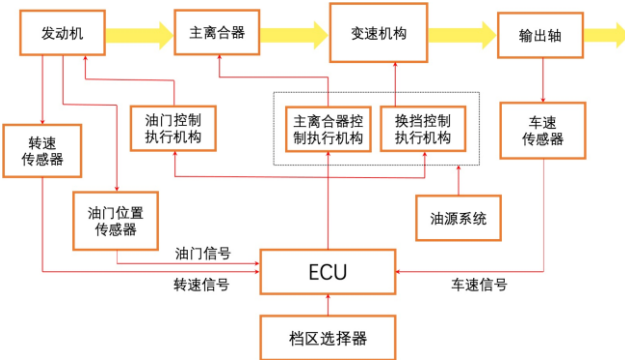 发动机
主离合器
变速机构
输出轴
油门控制
执行机构
主离合器控
制执行机构
换挡控制
执行机构
车速
传感器
转速
传感器
油门位置
传感器
油源系统
油门信号
ECU
转速信号
车速信号
档区选择器